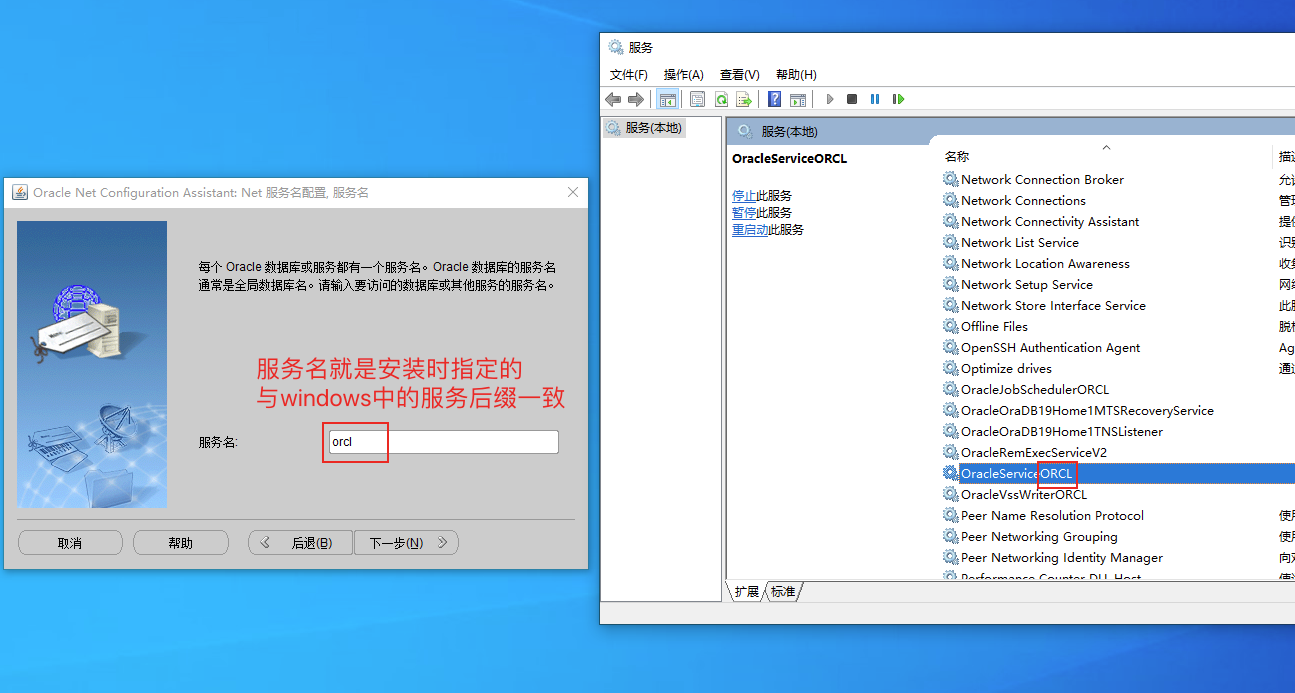 Oracle Net Configuration Assistant: Net 服务名配置, 服务名
每个 Oracle 数据库或服务都有一个服务名。Oracle 数据库的服务名
通常是全局数据库名。请输入要访问的数据库或其他服务的服务名。
服务名就是安装时指定的
与windows中的服务后缀一致
服务名:
orcl
取消
帮助
后退(B)
下一步(N)
服务
文件(F)
操作(A)
查看(V)
帮助(H)
服务(本地)
服务(本地)
OracleServiceORCL
停止此服务
暂停此服务
重启动此服务
名称
Network Connection Broker
Network Connections
管理
Network Connectivity Assistant
提供
Network List Service
识别
Network Location Awareness
收集
Network Setup Service
网络
Network Store Interface Service
Offline Files
脱机
OpenSSH Authentication Agent
Ag
Optimize drives
通过
OracleJobSchedulerORCL
OracleOraDB19Home1MTSRecoveryService
OracleOraDB19Home1TNSListener
OracleRemExecServiceV2
OracleServiceORCL
OracleVssWriterORCL
Peer Name Resolution Protocol
使用
Peer Networking Grouping
使用
Peer Networking Identity Manager
向对
Performance Counter DLL Host
扩展
标准